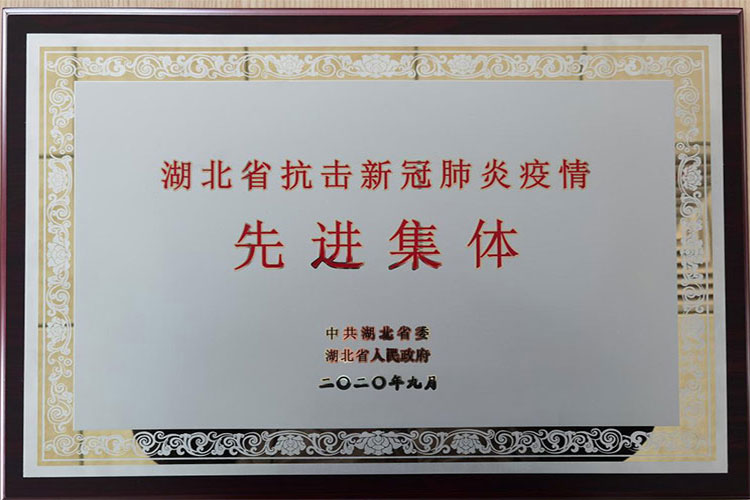 湖北省抗击新冠肺炎疫情
先进集体
中共湖北省委
湖北省人民政府
二〇二〇年九月